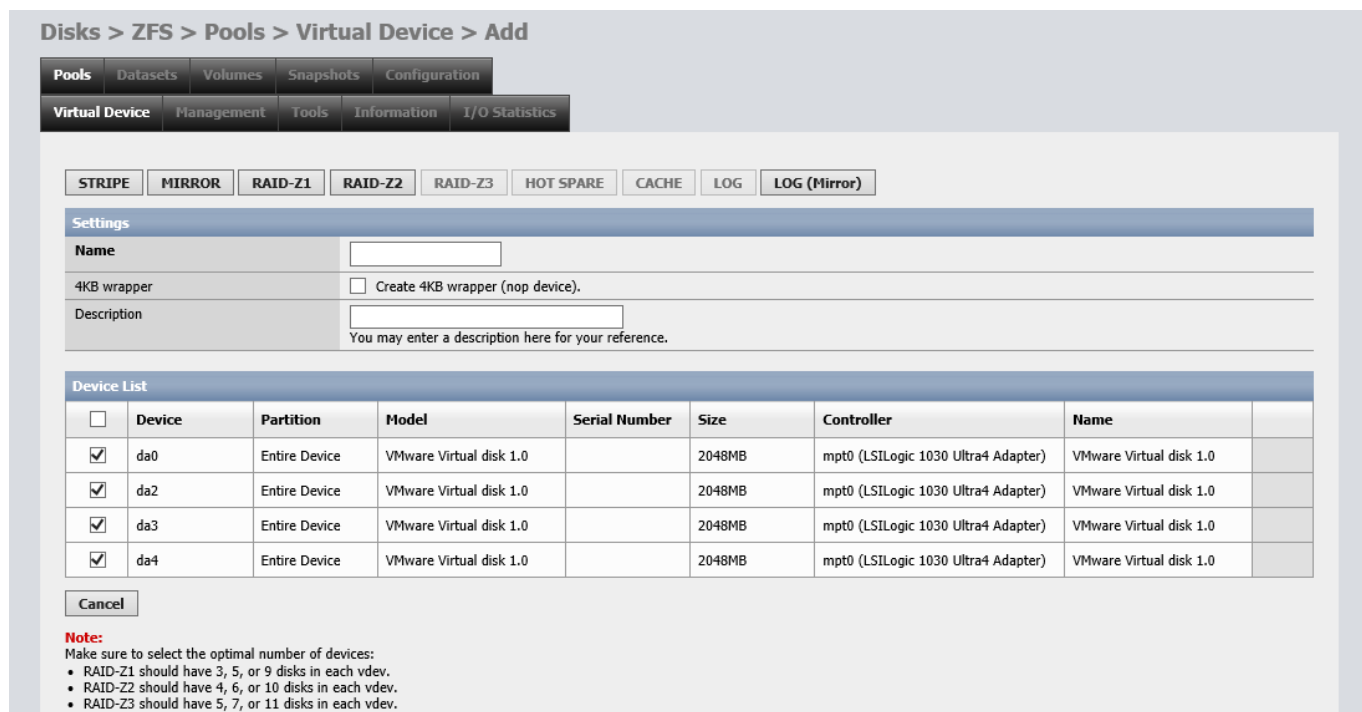 Disks > ZFS > Pools > Virtual Device > Add
Pools Datasets Volumes Snapshots Configuration
Virtual Device Management Tools Information I/O Statistics
STRIPE MIRROR RAID-Z1 RAID-Z2 RAID-Z3 HOT SPARE CACHE LOG LOG (Mirror)
Settings
Name
4KB wrapper Create 4KB wrapper (nop device).
Description
You may enter a description here for your reference.
Device List
Device Partition Model Serial Number Size Controller Name
da0 Entire Device VMware Virtual disk 1.0 2048MB mpt0 (LSILogic 1030 Ultra4 Adapter) VMware Virtual disk 1.0
da2 Entire Device VMware Virtual disk 1.0 2048MB mpt0 (LSILogic 1030 Ultra4 Adapter) VMware Virtual disk 1.0
da3 Entire Device VMware Virtual disk 1.0 2048MB mpt0 (LSILogic 1030 Ultra4 Adapter) VMware Virtual disk 1.0
da4 Entire Device VMware Virtual disk 1.0 2048MB mpt0 (LSILogic 1030 Ultra4 Adapter) VMware Virtual disk 1.0
Cancel
Note:
Make sure to select the optimal number of devices:
• RAID-Z1 should have 3, 5, or 9 disks in each vdev.
• RAID-Z2 should have 4, 6, or 10 disks in each vdev.
• RAID-Z3 should have 5, 7, or 11 disks in each vdev.